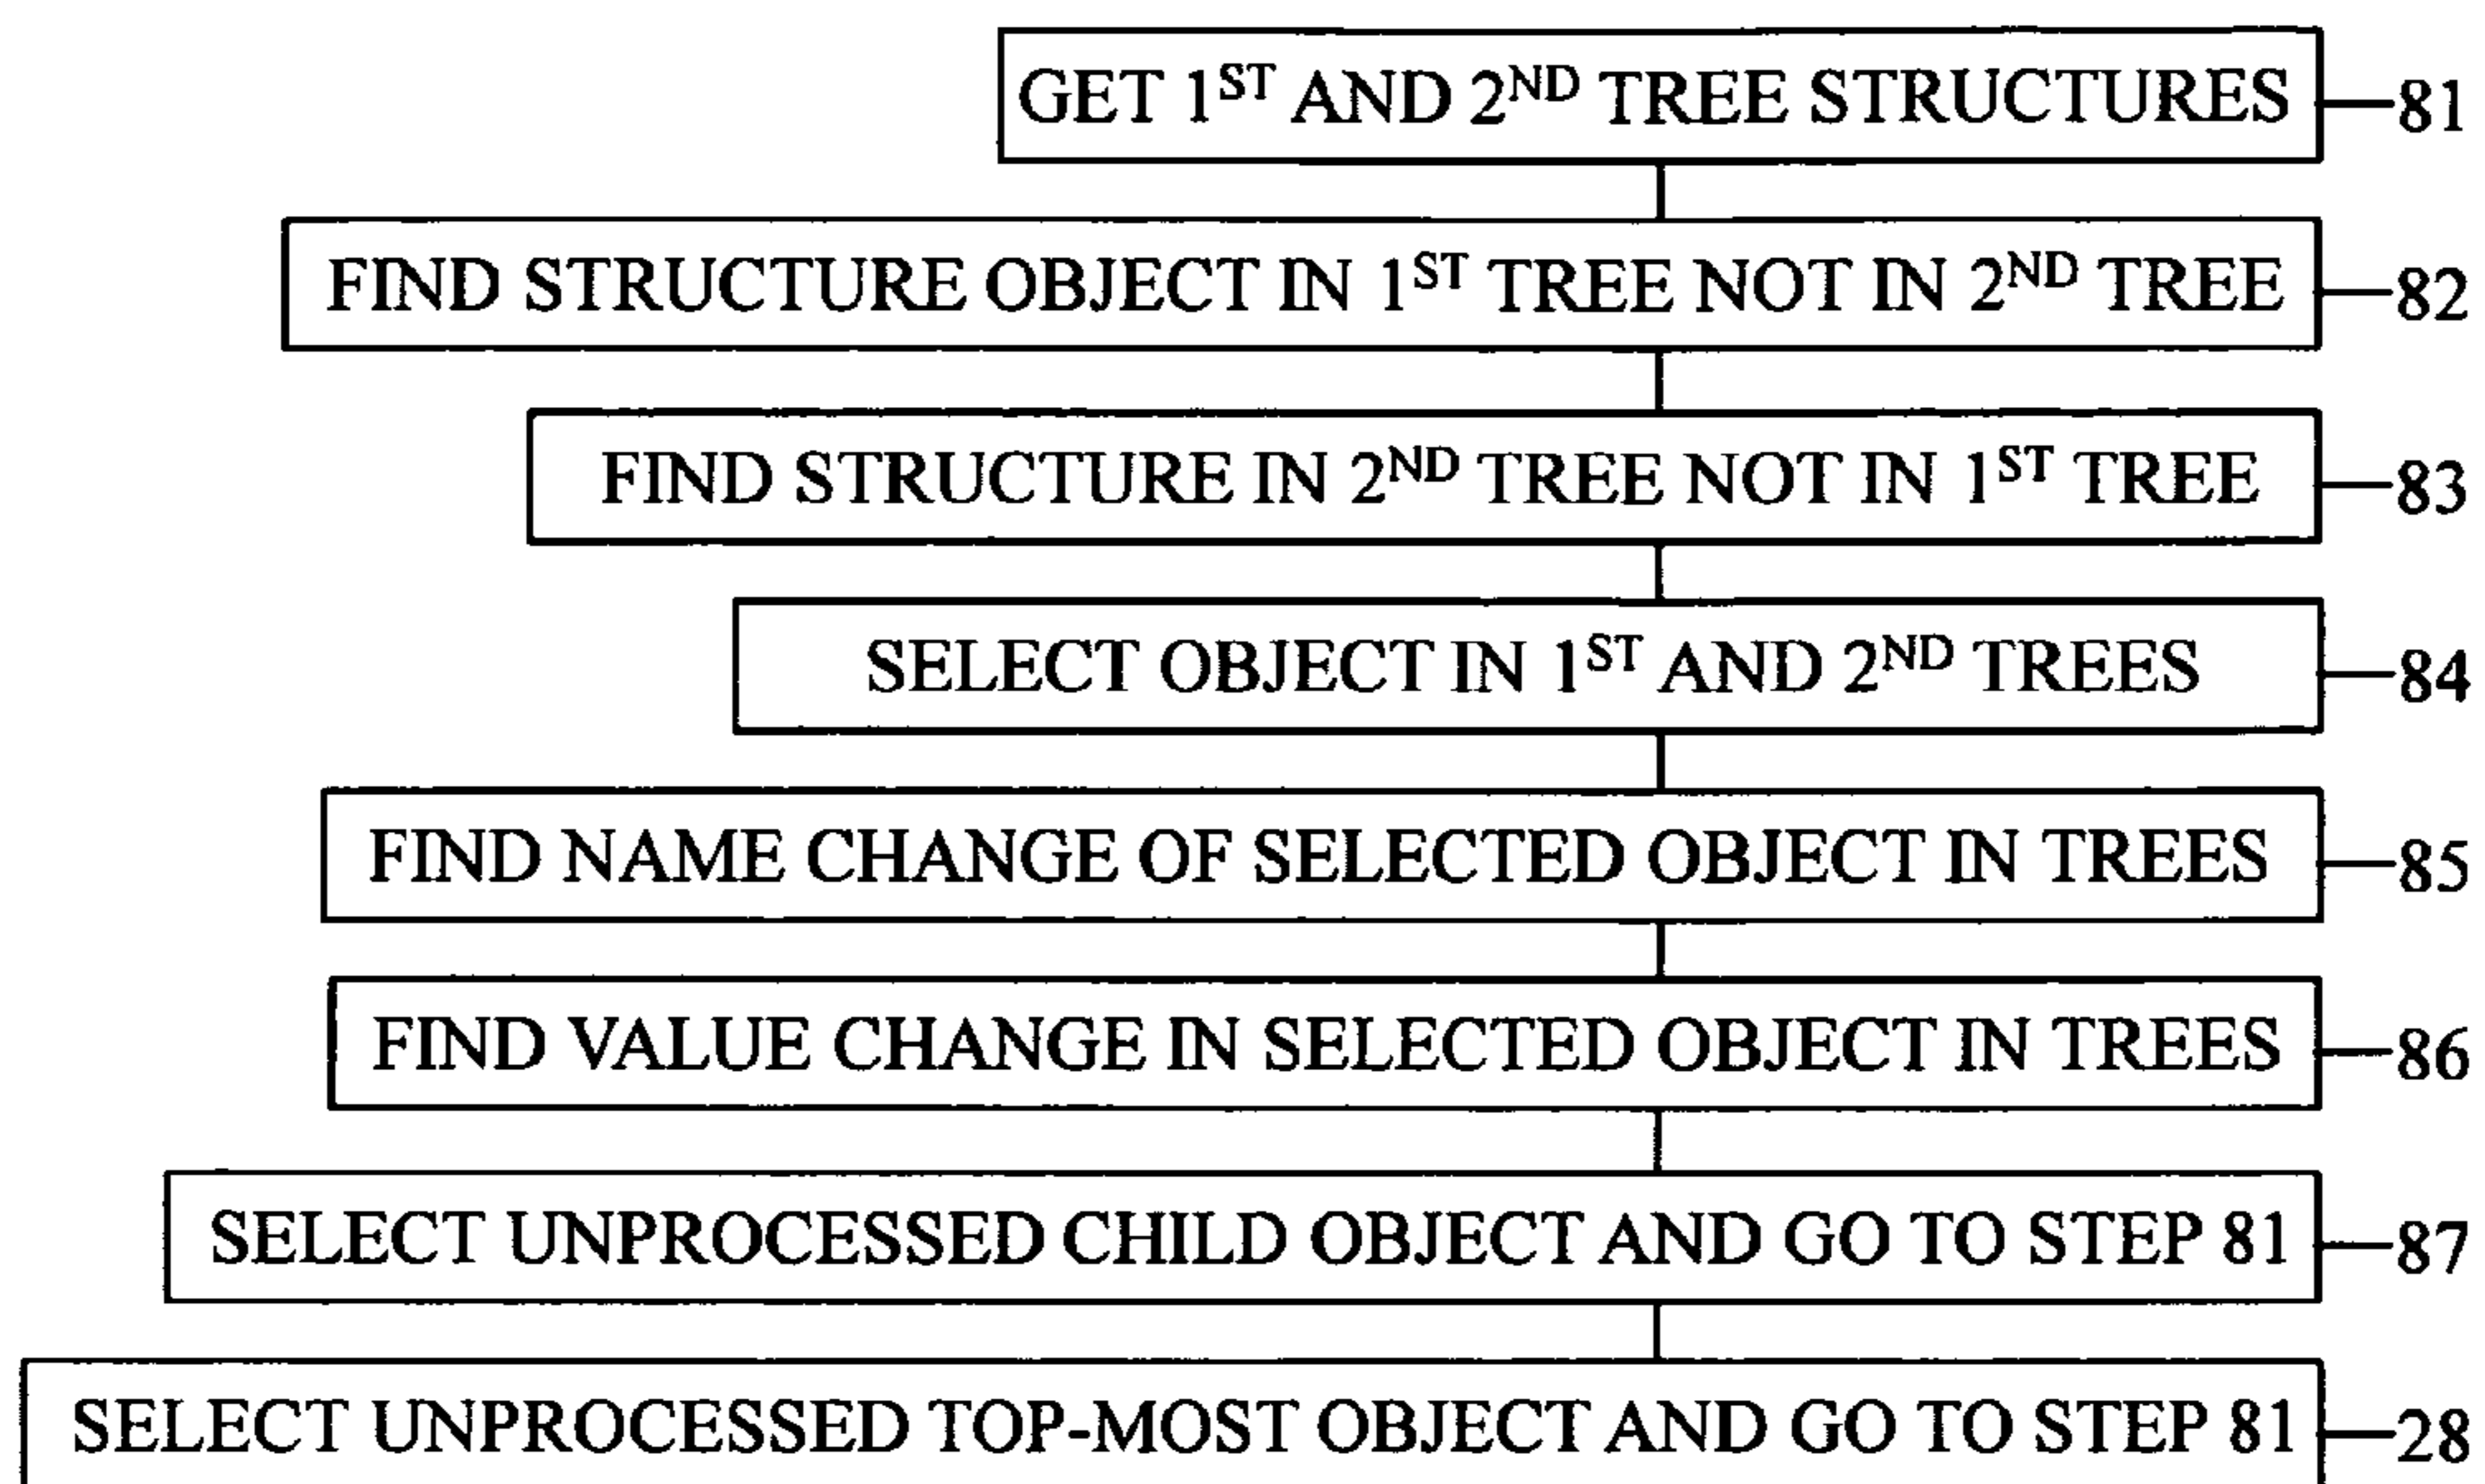 GET 1ST AND 2ND TREE STRUCTURES 81
FIND STRUCTURE OBJECT IN 1ST TREE NOT IN 2ND TREE 82
FIND STRUCTURE IN 2ND TREE NOT IN 1ST TREE 83
SELECT OBJECT IN 1ST AND 2ND TREES 84
FIND NAME CHANGE OF SELECTED OBJECT IN TREES 85
FIND VALUE CHANGE IN SELECTED OBJECT IN TREES 86
SELECT UNPROCESSED CHILD OBJECT AND GO TO STEP 81 87
SELECT UNPROCESSED TOP-MOST OBJECT AND GO TO STEP 81 28